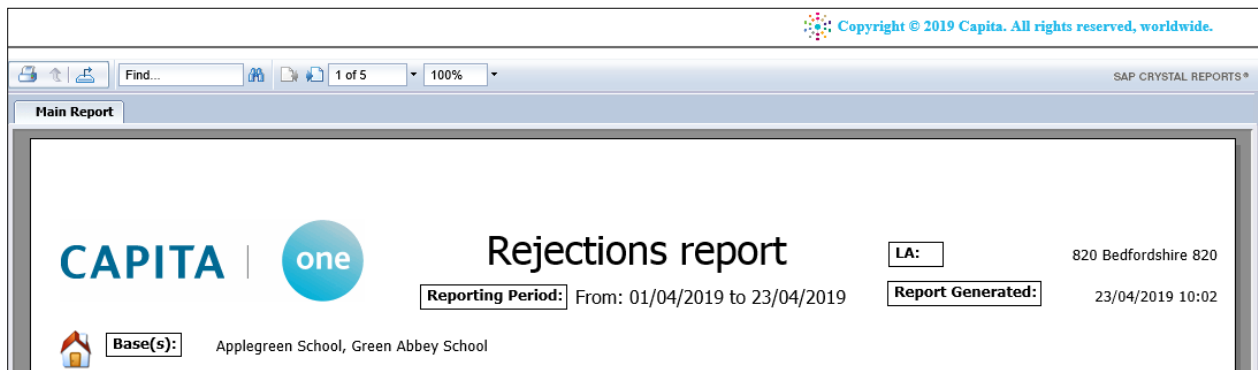 Copyright © 2019 Capita. All rights reserved, worldwide.
Find... 1 of 5 100% SAP CRYSTAL REPORTS®
Main Report
CAPITA | one
Rejections report
LA: 820 Bedfordshire 820
Reporting Period: From: 01/04/2019 to 23/04/2019
Report Generated: 23/04/2019 10:02
Base(s): Applegreen School, Green Abbey School